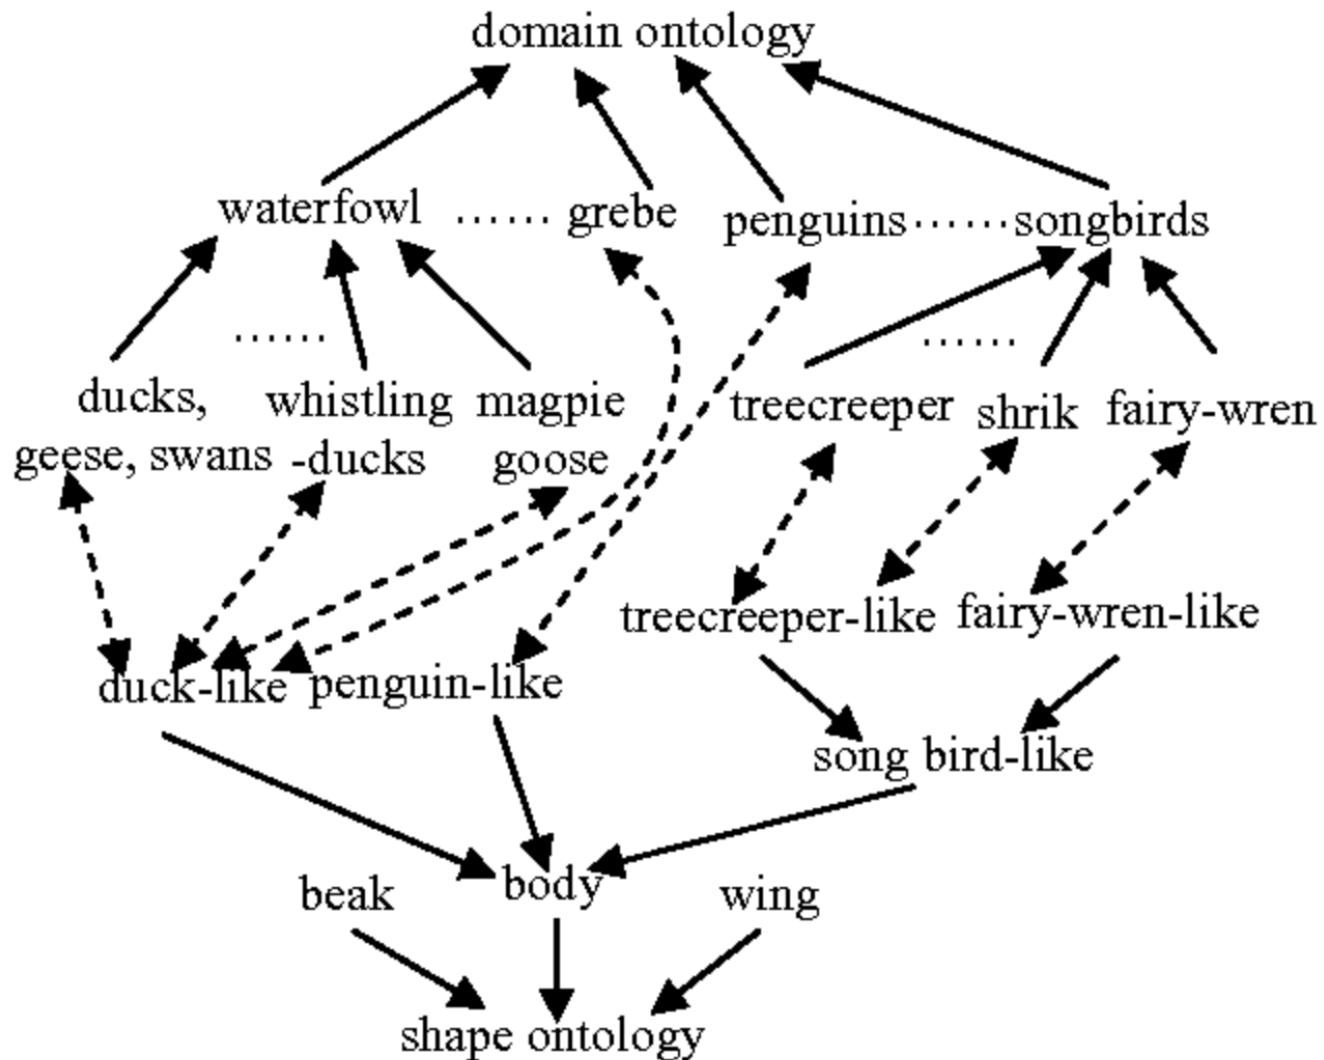 domain ontology
waterfowl ...... grebe penguins ...... songbirds
......
......
ducks,
geese, swans
whistling
-ducks
magpie
goose
treecreeper shrik fairy-wren
treecreeper-like fairy-wren-like
duck-like penguin-like
song bird-like
beak body wing
shape ontology